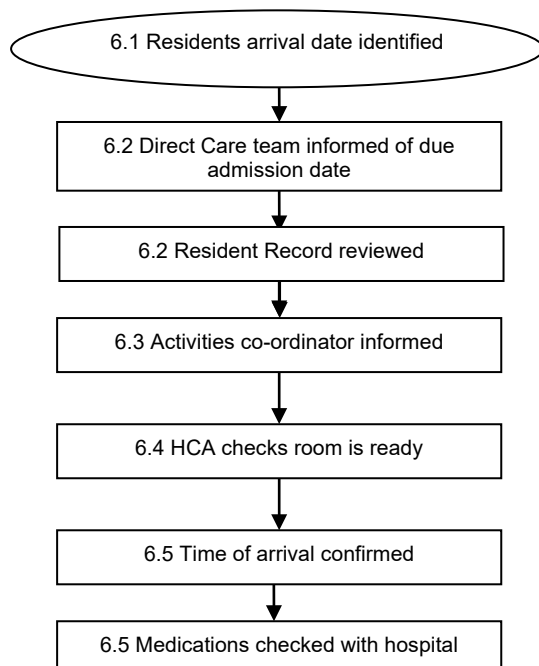 6.1 Residents arrival date identified
6.2 Direct Care team informed of due
admission date
6.2 Resident Record reviewed
6.3 Activities co-ordinator informed
6.4 HCA checks room is ready
6.5 Time of arrival confirmed
6.5 Medications checked with hospital